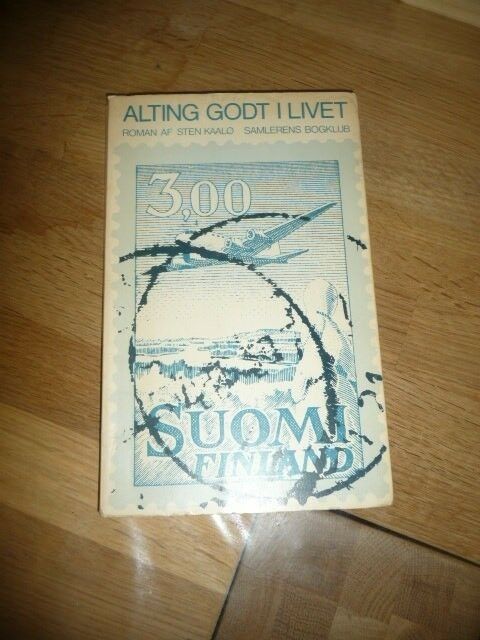 ALTING GODT I LIVET
ROMAN AF STEN KAALØ SAMLERENS BOGKLUB
3,00
SUOMI
FINLAND